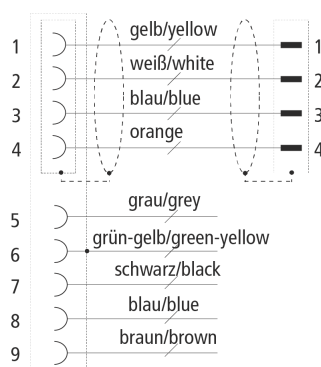 1 gelb/yellow 1
2 weiß/white 2
3 blau/blue 3
4 orange 4
5 grau/grey
6 grün-gelb/green-yellow
7 schwarz/black
8 blau/blue
9 braun/brown